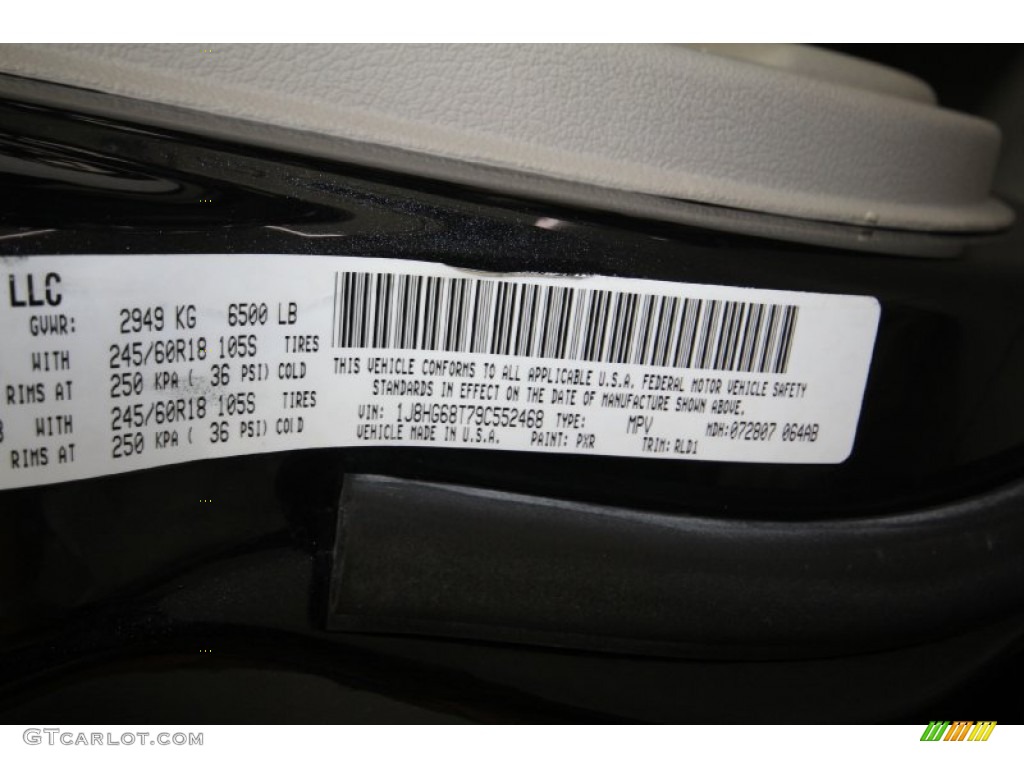 LLC
GVWR: 2949 KG 6500 LB
WITH 245/60R18 105S TIRES
RIMS AT 250 KPA ( 36 PSI) COLD
WITH 245/60R18 105S TIRES
RIMS AT 250 KPA ( 36 PSI) COLD
THIS VEHICLE CONFORMS TO ALL APPLICABLE U.S.A. FEDERAL MOTOR VEHICLE SAFETY
STANDARDS IN EFFECT ON THE DATE OF MANUFACTURE SHOWN ABOVE.
VIN: 1J8HG68T79C552468 TYPE: MPV MDH:072807 064AB
VEHICLE MADE IN U.S.A. PAINT: PXR TRIM: RLD1
GTCARLOT.COM